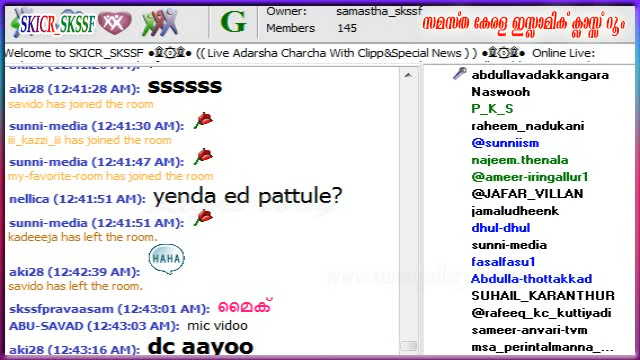 SKICR_SKSSF
G
Owner: samastha_skssf
Members 145
സമസ്ത കേരള ഇസ്ലാമിക് ക്ലാസ്സ് റൂം
Welcome to SKICR_SKSSF ●۩۞۩● (( Live Adarsha Charcha With Clipp&Special News ) ) ●۩۞۩● Online Live:
aki28 (12:41:28 AM): ssssss
savido has joined the room
sunni-media (12:41:30 AM):
iii_kazzi_iii has joined the room
sunni-media (12:41:47 AM):
my-favorite-room has joined the room
nellica (12:41:51 AM): yenda ed pattule?
sunni-media (12:41:51 AM):
kadeeeja has left the room.
HAHA
aki28 (12:42:39 AM):
savido has left the room.
skssfpravaasam (12:43:01 AM): മൈക്
ABU-SAVAD (12:43:03 AM): mic vidoo
aki28 (12:43:16 AM): dc aayoo
abdullavadakkangara
Naswooh
P_K_S
raheem_nadukani
@sunniism
najeem.thenala
@ameer-iringallur1
@JAFAR_VILLAN
jamaludheenk
dhul-dhul
sunni-media
fasalfasu1
Abdulla-thottakkad
SUHAIL_KARANTHUR
@rafeeq_kc_kuttiyadi
sameer-anvari-tvm
msa_perintalmanna_...